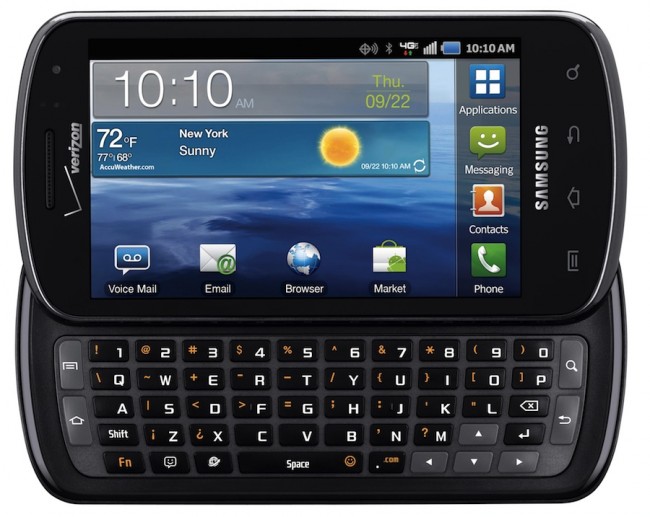 4G 10:10 AM
verizon
SAMSUNG
10:10 AM
Thu.
09/22
72°F
77°| 68°
AccuWeather.com
New York
Sunny
09/22 10:10 AM
Applications
Messaging
Contacts
Phone
Voice Mail Email Browser Market
! 1 @ 2 # 3 $ 4 % 5 ^ 6 & 7 * 8 ( 9 ) 0
\ Q ~ W + E - R – T / Y { U } I [ O ] P
A | S < D > F = G ; H : J ' K " L
Shift ¡ Z ¿ X C V B ' N ? M
Fn Space . .com